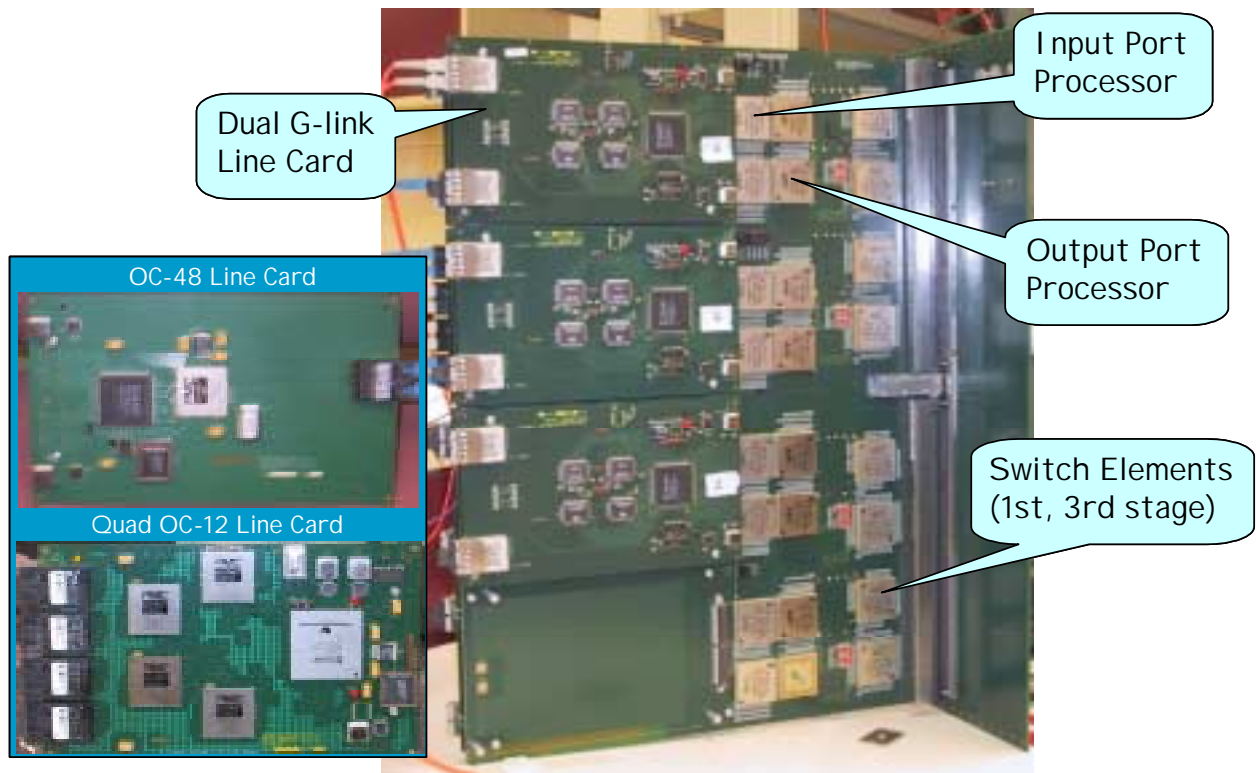 Input Port
Processor
Dual G-link
Line Card
Output Port
Processor
OC-48 Line Card
Switch Elements
(1st, 3rd stage)
Quad OC-12 Line Card